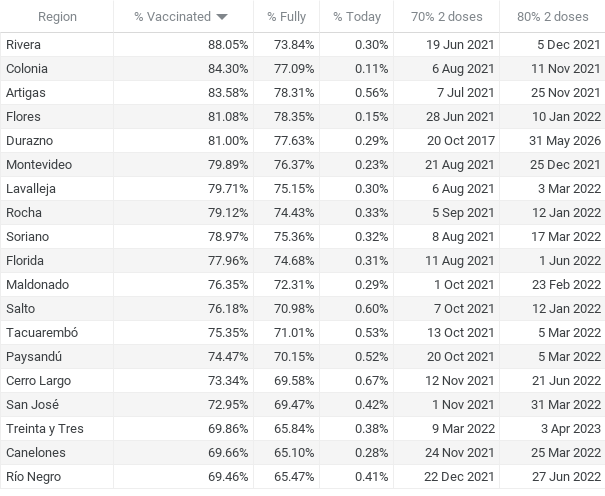 Region % Vaccinated % Fully % Today 70% 2 doses 80% 2 doses
Rivera 88.05% 73.84% 0.30% 19 Jun 2021 5 Dec 2021
Colonia 84.30% 77.09% 0.11% 6 Aug 2021 11 Nov 2021
Artigas 83.58% 78.31% 0.56% 7 Jul 2021 25 Nov 2021
Flores 81.08% 78.35% 0.15% 28 Jun 2021 10 Jan 2022
Durazno 81.00% 77.63% 0.29% 20 Oct 2017 31 May 2026
Montevideo 79.89% 76.37% 0.23% 21 Aug 2021 25 Dec 2021
Lavalleja 79.71% 75.15% 0.30% 6 Aug 2021 3 Mar 2022
Rocha 79.12% 74.43% 0.33% 5 Sep 2021 12 Jan 2022
Soriano 78.97% 75.36% 0.32% 8 Aug 2021 17 Mar 2022
Florida 77.96% 74.68% 0.31% 11 Aug 2021 1 Jun 2022
Maldonado 76.35% 72.31% 0.29% 1 Oct 2021 23 Feb 2022
Salto 76.18% 70.98% 0.60% 7 Oct 2021 12 Jan 2022
Tacuarembó 75.35% 71.01% 0.53% 13 Oct 2021 5 Mar 2022
Paysandú 74.47% 70.15% 0.52% 20 Oct 2021 5 Mar 2022
Cerro Largo 73.34% 69.58% 0.67% 12 Nov 2021 21 Jun 2022
San José 72.95% 69.47% 0.42% 1 Nov 2021 31 Mar 2022
Treinta y Tres 69.86% 65.84% 0.38% 9 Mar 2022 3 Apr 2023
Canelones 69.66% 65.10% 0.28% 24 Nov 2021 25 Mar 2022
Río Negro 69.46% 65.47% 0.41% 22 Dec 2021 27 Jun 2022